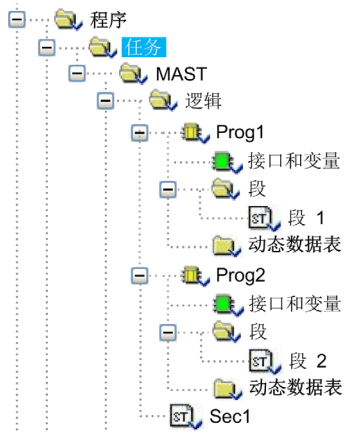 程序
任务
MAST
逻辑
Prog1
接口和变量
段
ST 段 1
动态数据表
Prog2
接口和变量
段
ST 段 2
动态数据表
ST Sec1